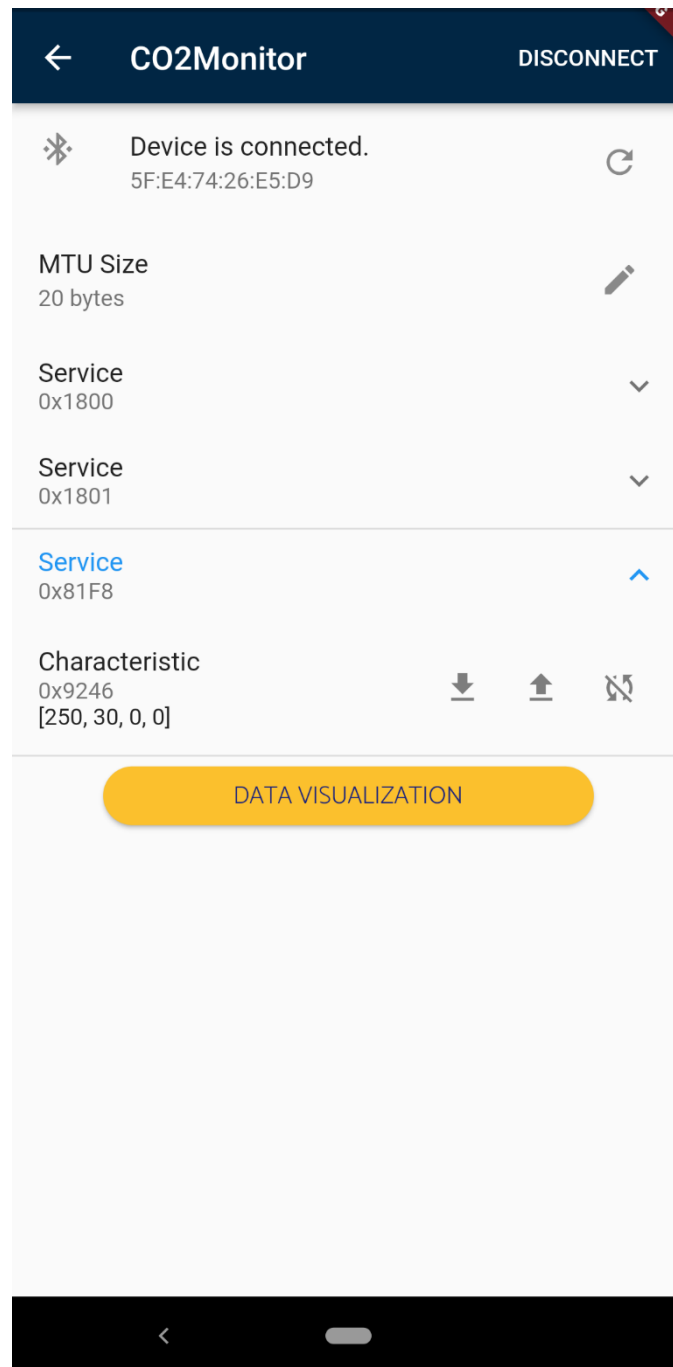 CO2Monitor
DISCONNECT
Device is connected.
5F:E4:74:26:E5:D9
MTU Size
20 bytes
Service
0x1800
Service
0x1801
Service
0x81F8
Characteristic
0x9246
[250, 30, 0, 0]
DATA VISUALIZATION